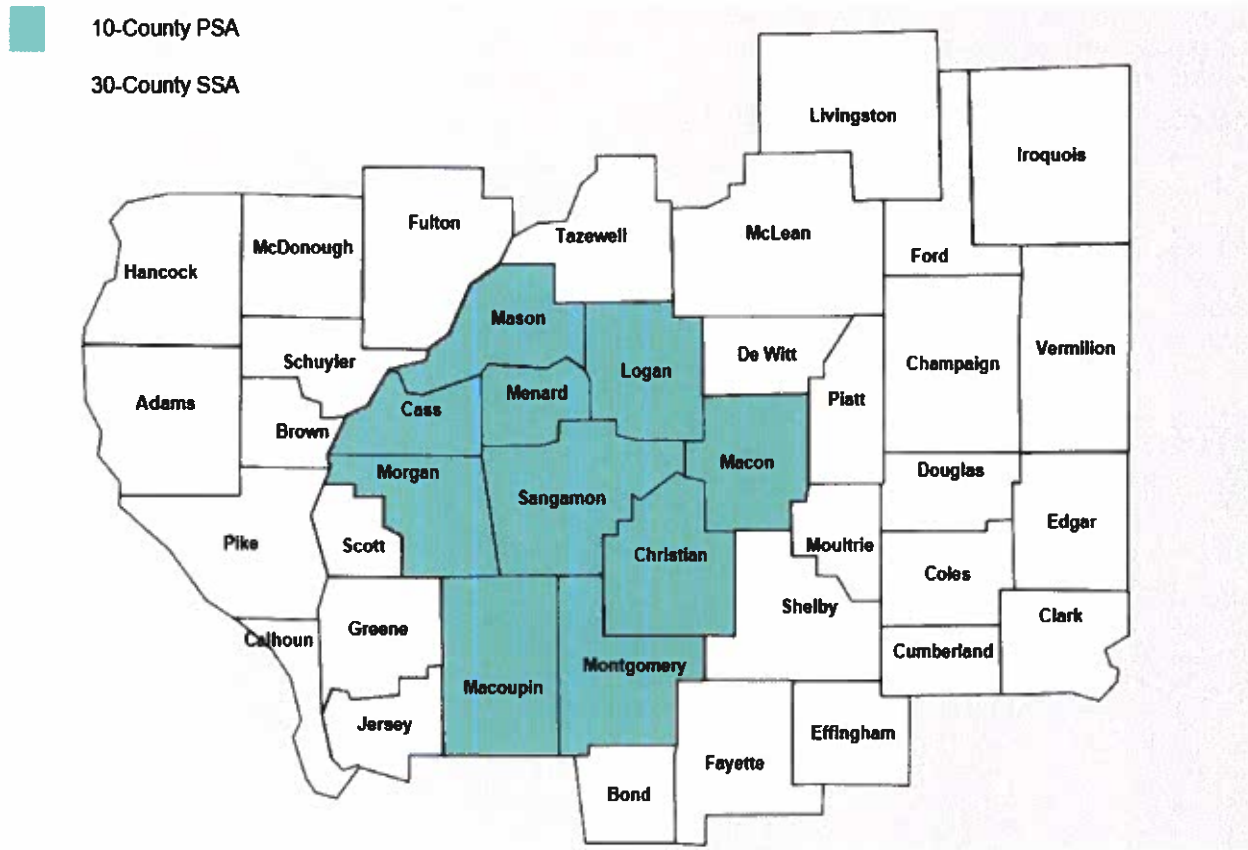 10-County PSA
30-County SSA
Livingston
Iroquois
Fulton
Tazewell
McLean
McDonough
Ford
Hancock
Mason
Vermilion
De Witt
Schuyler
Champaign
Logan
Menard
Piatt
Adams
Cass
Brown
Macon
Douglas
Morgan
Sangamon
Edgar
Pike
Scott
Moultrie
Christian
Coles
Shelby
Clark
Greene
Calhoun
Cumberland
Montgomery
Macoupin
Jersey
Effingham
Fayette
Bond